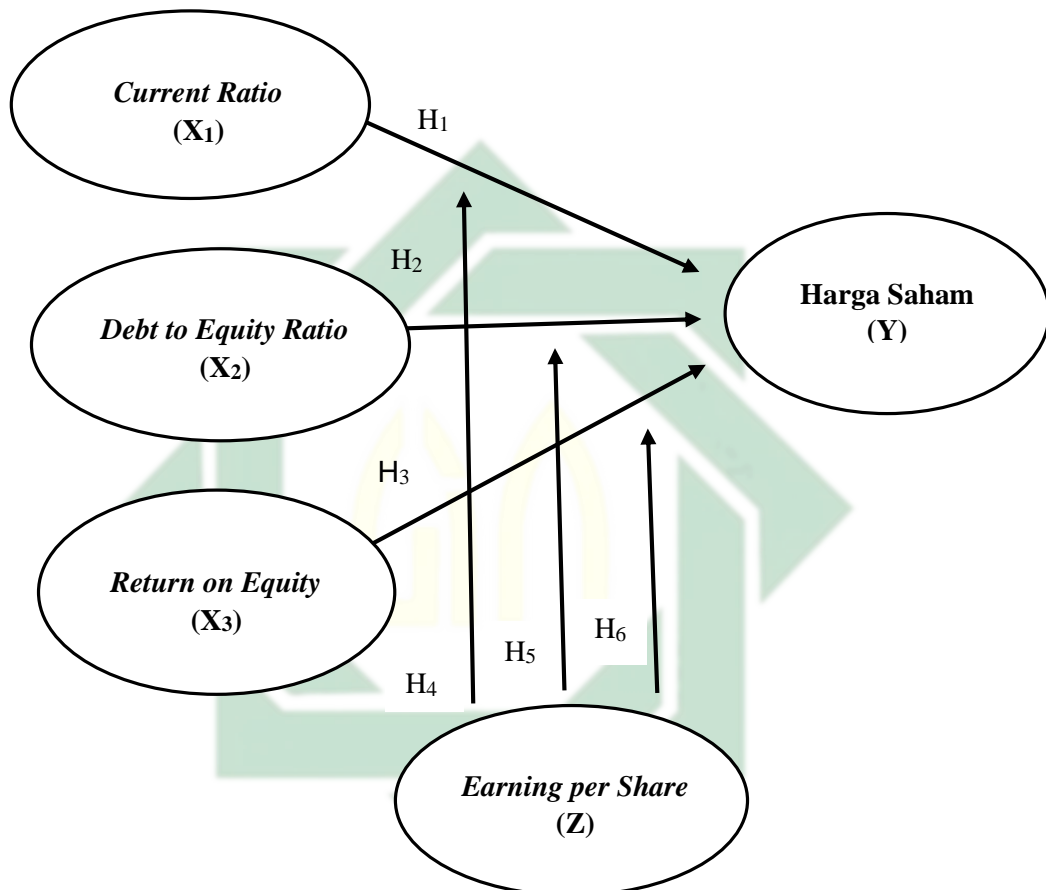 Current Ratio
(X1)
H1
Harga Saham
(Y)
H2
Debt to Equity Ratio
(X2)
H3
Return on Equity
(X3)
H4
H5
H6
Earning per Share
(Z)